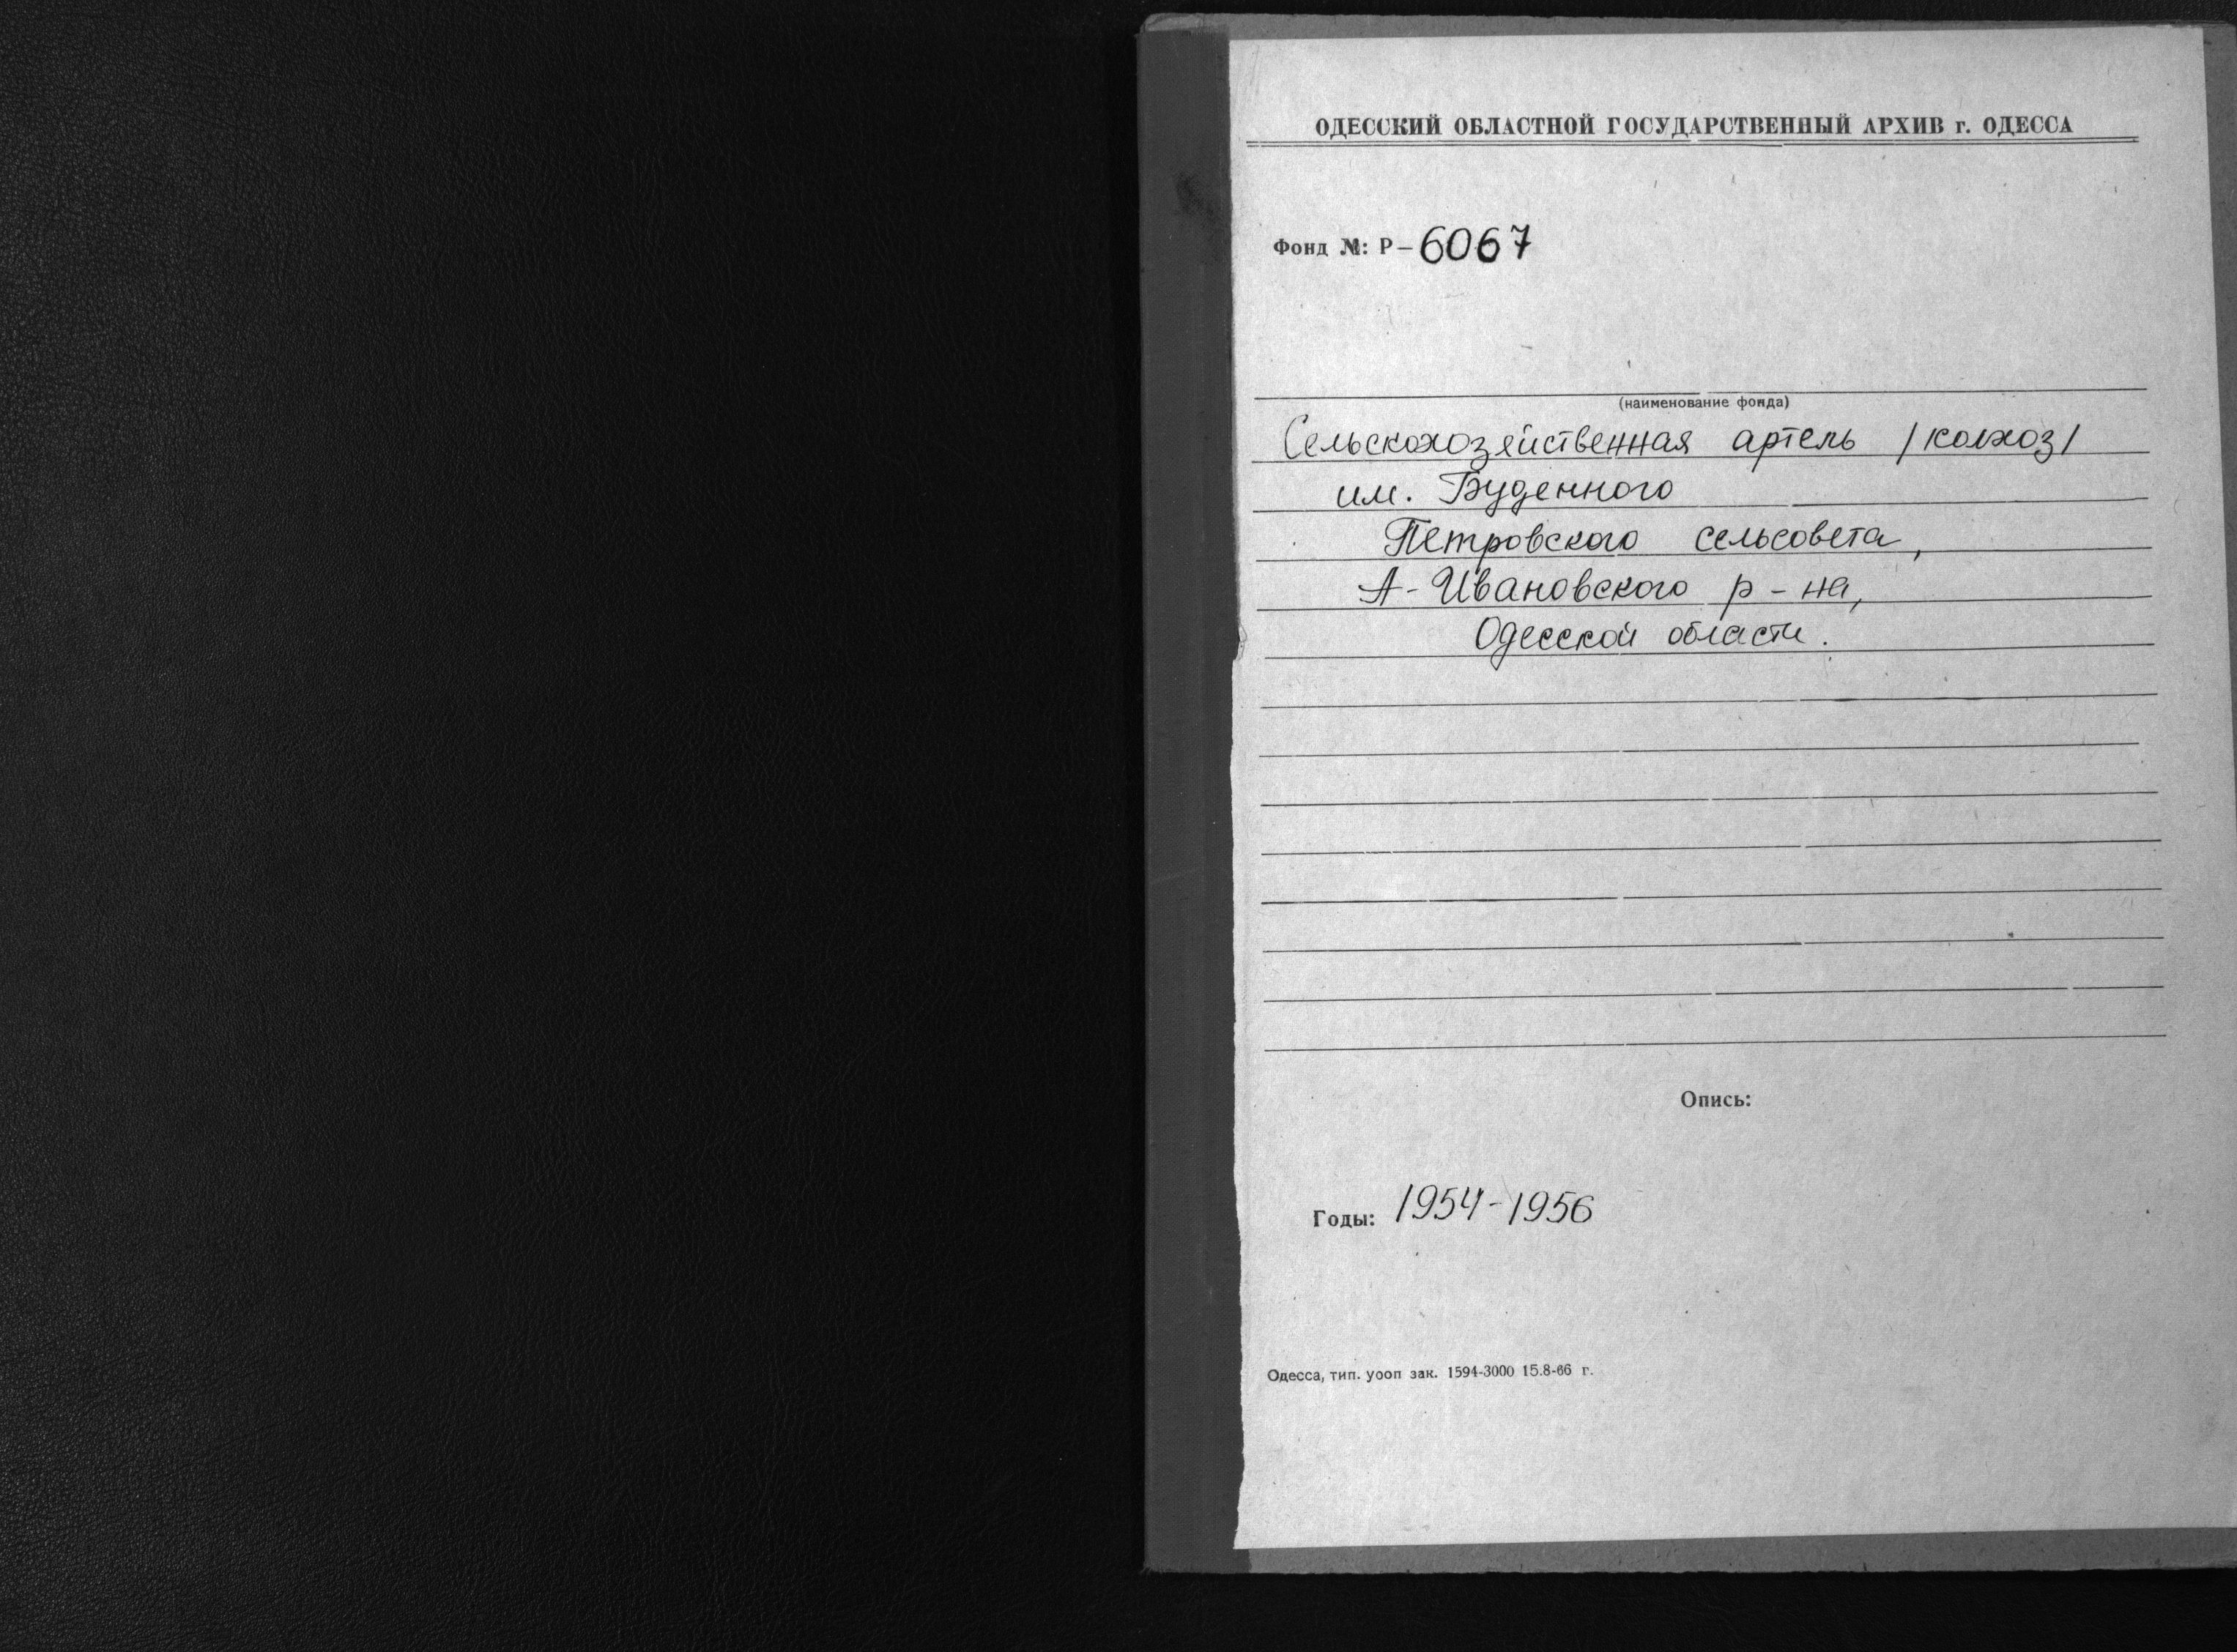 ОДЕССКИЙ ОБЛАСТНОЙ ГОСУДАРСТВЕННЫЙ АРХИВ г. ОДЕССА
Фонд №: Р-6067
(наименование фонда)
Сельскохозяйственная артель /колхоз/
им. Буденного
Петровского сельсовета,
А-Ивановского р-на,
Одесской области.
Опись:
Годы: 1954-1956
Одесса, тип. уооп зак. 1594-3000 15.8-66 г.